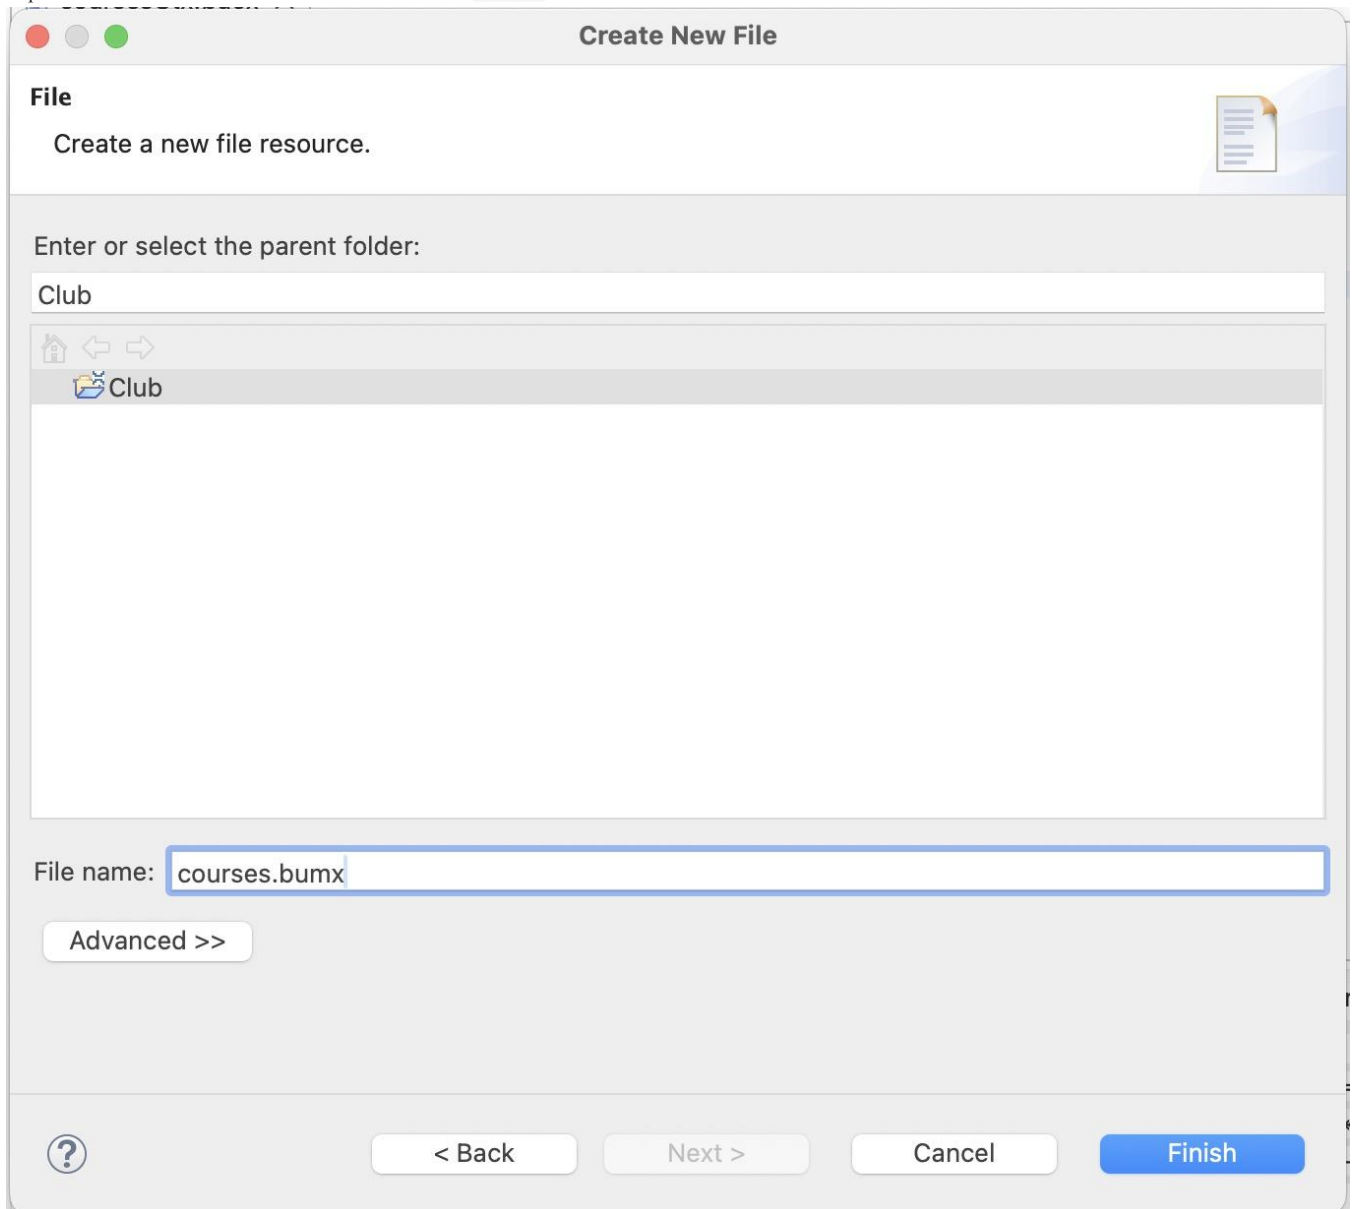 Create New File
File
Create a new file resource.
Enter or select the parent folder:
Club
Club
File name: courses.bumx
Advanced >>
? < Back Next > Cancel Finish